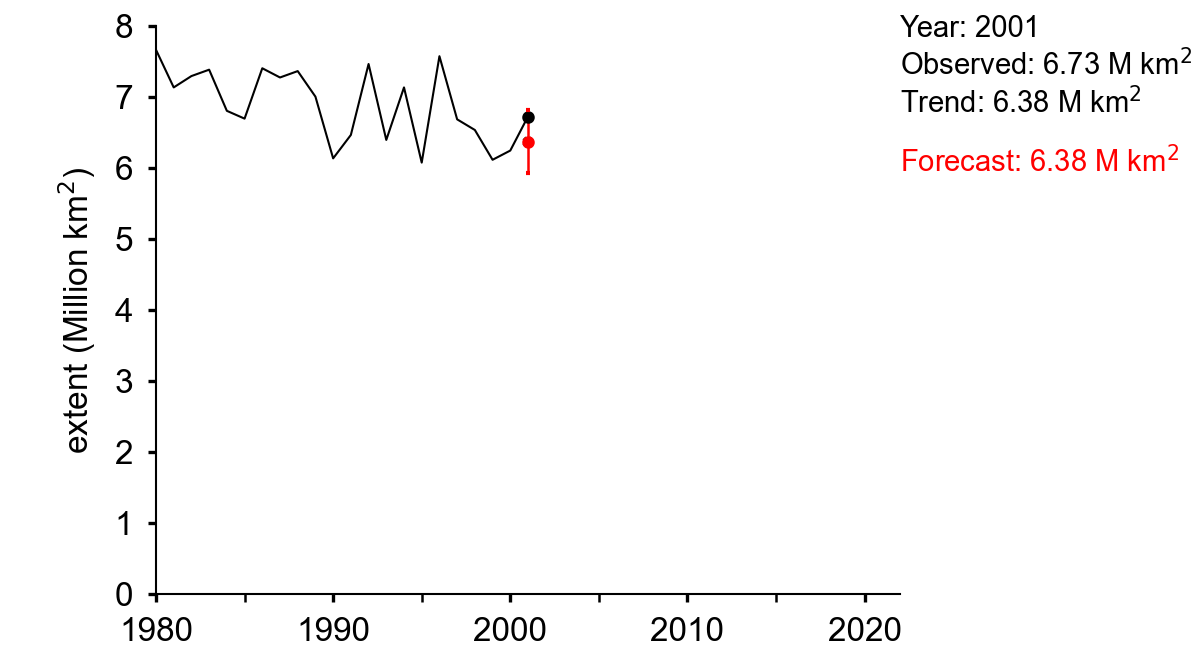 8
7
6
5
4
3
2
1
0
extent (Million km²)
1980 1990 2000 2010 2020
Year: 2001
Observed: 6.73 M km²
Trend: 6.38 M km²
Forecast: 6.38 M km²